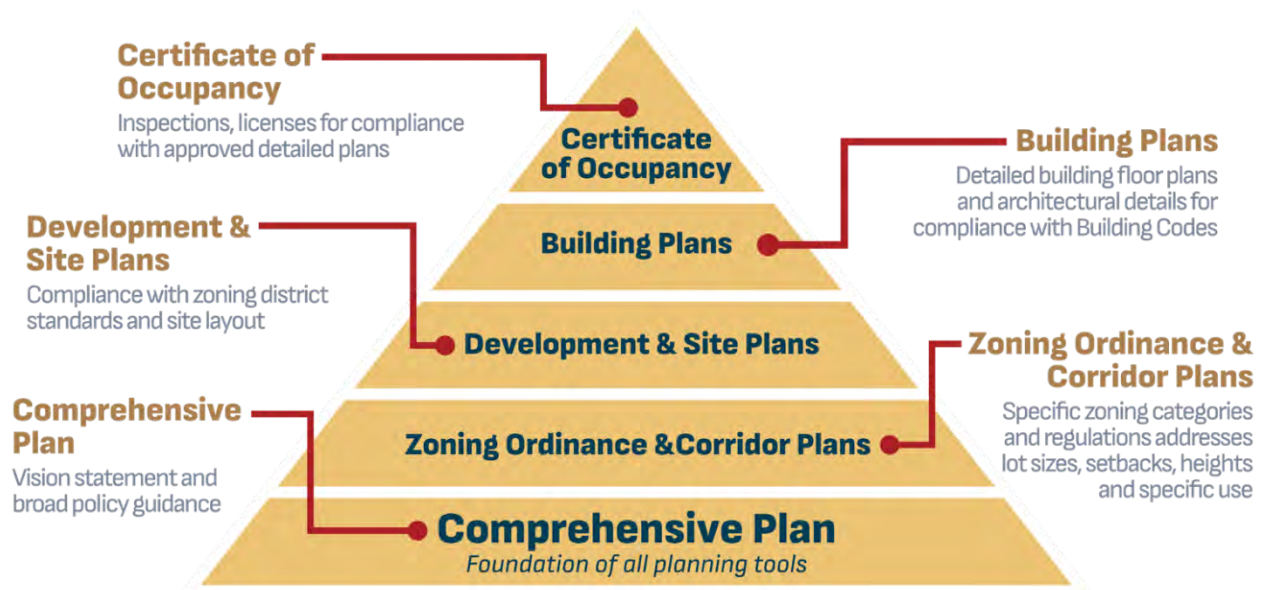 Certificate of
Occupancy
Inspections, licenses for compliance
with approved detailed plans
Certificate
of Occupancy
Building Plans
Detailed building floor plans
and architectural details for
compliance with Building Codes
Development &
Site Plans
Compliance with zoning district
standards and site layout
Building Plans
Development & Site Plans
Zoning Ordinance &
Corridor Plans
Specific zoning categories
and regulations addresses
lot sizes, setbacks, heights
and specific use
Comprehensive
Plan
Vision statement and
broad policy guidance
Zoning Ordinance &Corridor Plans
Comprehensive Plan
Foundation of all planning tools